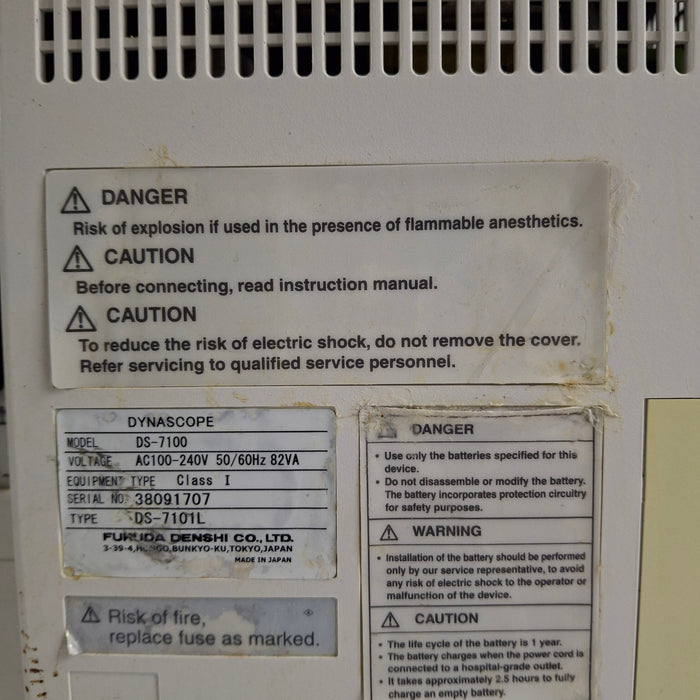 DANGER
Risk of explosion if used in the presence of flammable anesthetics.
CAUTION
Before connecting, read instruction manual.
CAUTION
To reduce the risk of electric shock, do not remove the cover.
Refer servicing to qualified service personnel.
DYNASCOPE
MODEL DS-7100
VOLTAGE AC100-240V 50/60Hz 82VA
EQUIPMENT TYPE Class I
SERIAL NO. 38091707
TYPE DS-7101L
FUKUDA DENSHI CO., LTD.
3-39-4, HONGO, BUNKYO-KU, TOKYO, JAPAN
MADE IN JAPAN
Risk of fire,
replace fuse as marked.
DANGER
• Use only the batteries specified for this
device.
• Do not disassemble or modify the battery.
The battery incorporates protection circuitry
for safety purposes.
WARNING
• Installation of the battery should be performed
only by our service representative, to avoid
any risk of electric shock to the operator or
malfunction of the device.
CAUTION
• The life cycle of the battery is 1 year.
• The battery charges when the power cord is
connected to a hospital-grade outlet.
• It takes approximately 2.5 hours to fully
charge an empty battery.